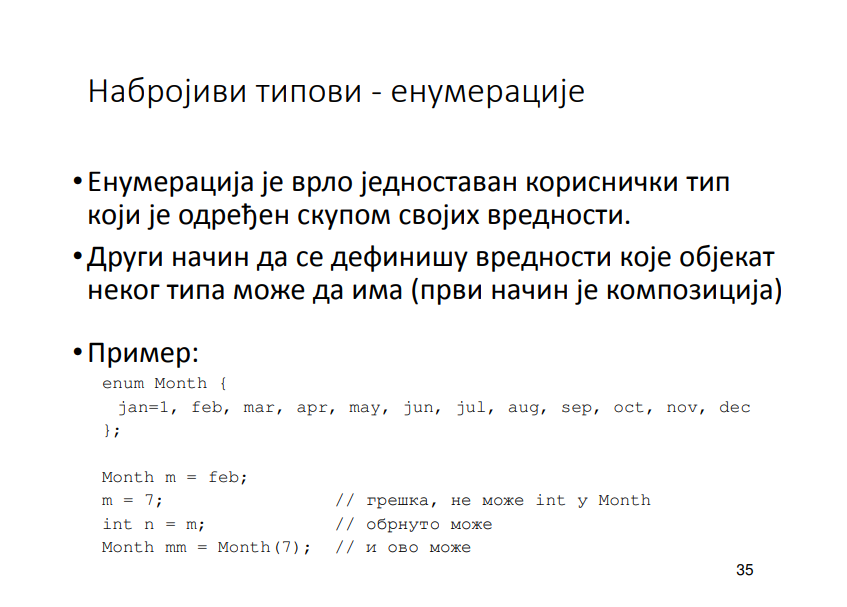 Набројиви типови - енумерације
• Енумерација је врло једноставан кориснички тип
који је одређен скупом својих вредности.
• Други начин да се дефинишу вредности које објекат
неког типа може да има (први начин је композиција)
• Пример:
enum Month {
  jan=1, feb, mar, apr, may, jun, jul, aug, sep, oct, nov, dec
};
Month m = feb;
m = 7;                // грешка, не може int у Month
int n = m;            // обрнуто може
Month mm = Month(7);  // и ово може
35